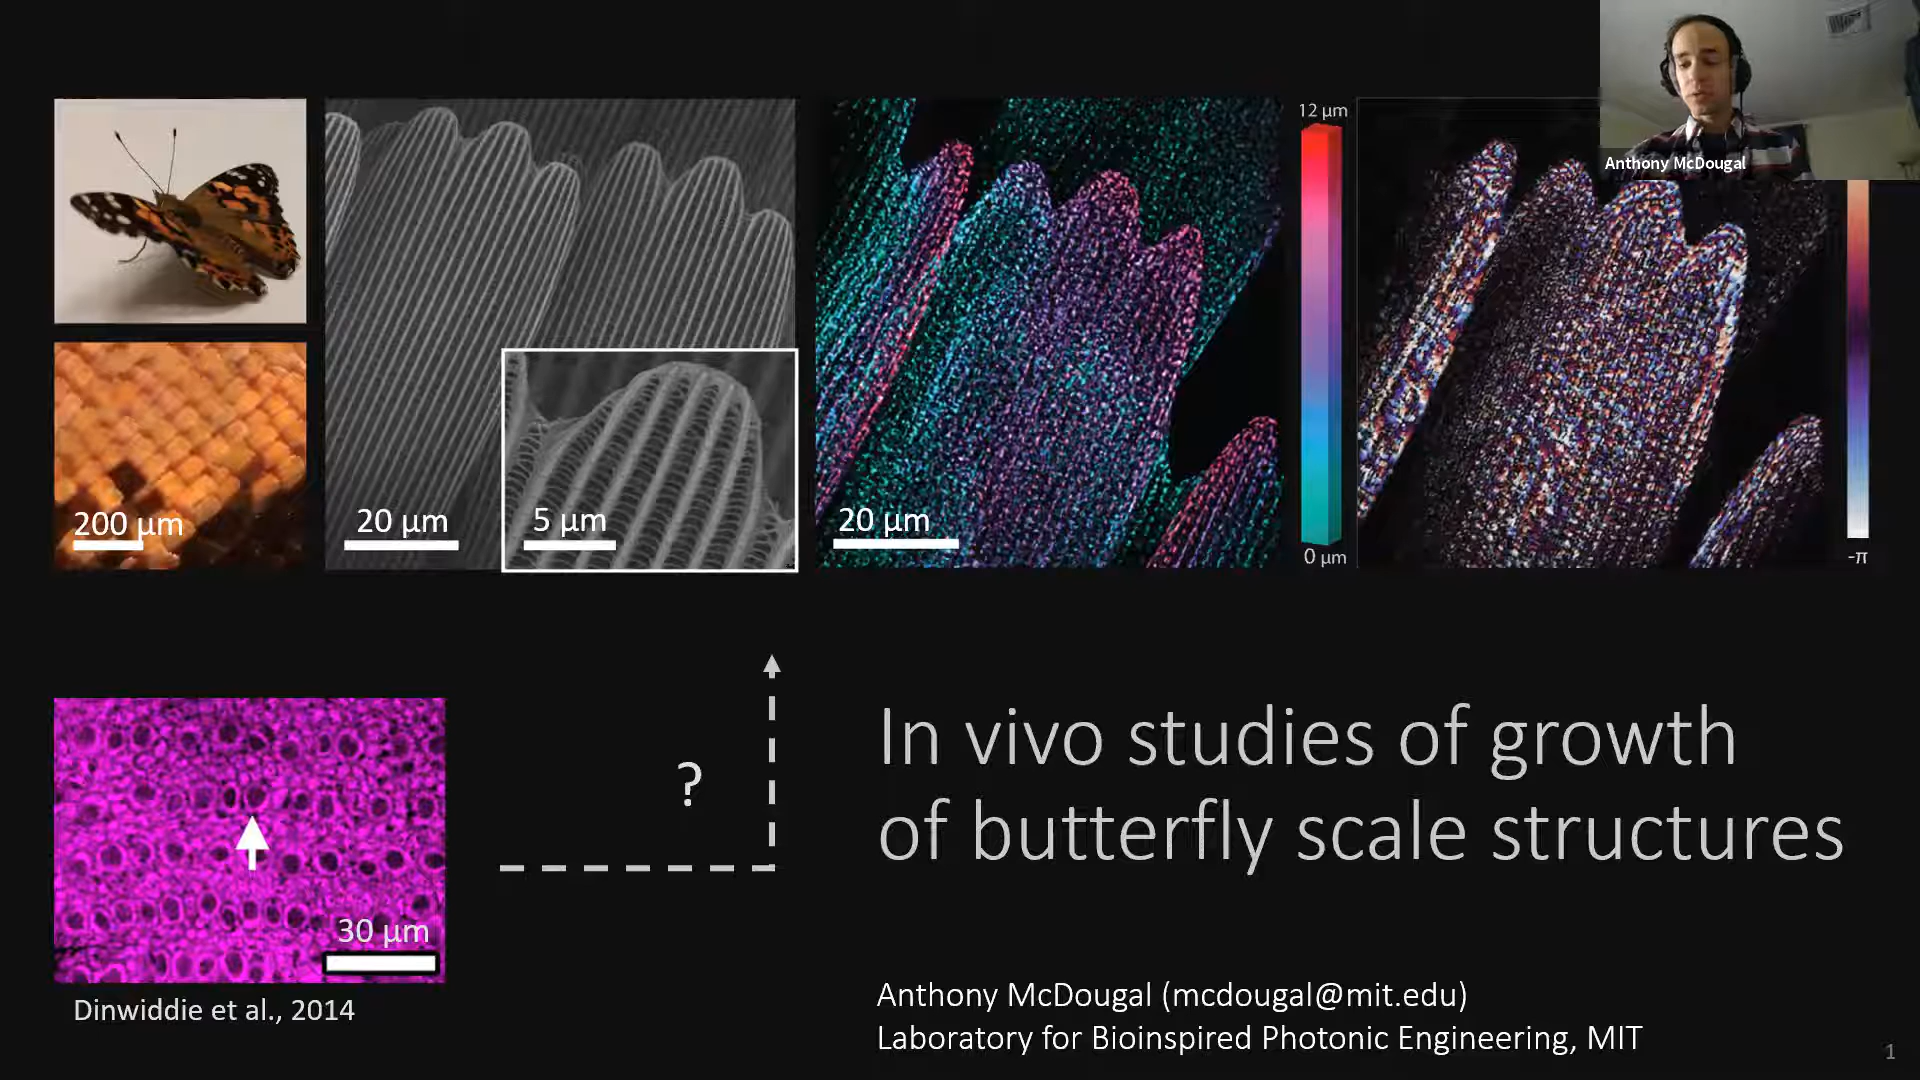 Anthony McDougal
200 µm
20 µm
5 µm
20 µm
12 µm
0 µm
-π
?
30 µm
Dinwiddie et al., 2014
In vivo studies of growth
of butterfly scale structures
Anthony McDougal (mcdougal@mit.edu)
Laboratory for Bioinspired Photonic Engineering, MIT
1